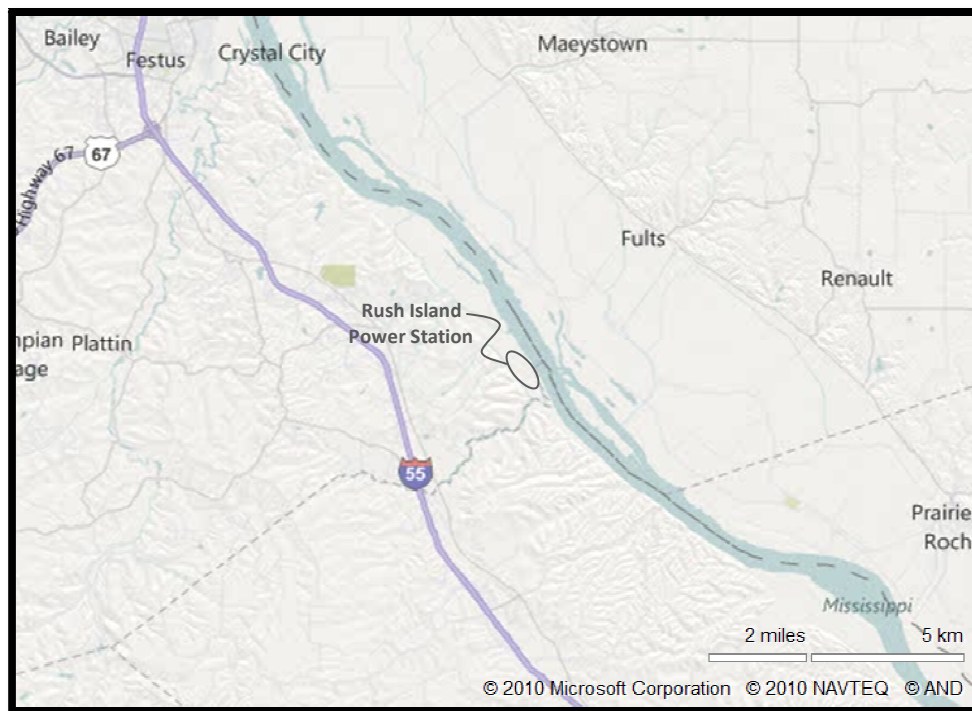 Bailey
Festus
Crystal City
Maeystown
67
Highway 67
Fults
Renault
Rush Island
Power Station
Plattin
55
Prairie
Roch
Mississippi
2 miles
5 km
© 2010 Microsoft Corporation © 2010 NAVTEQ © AND